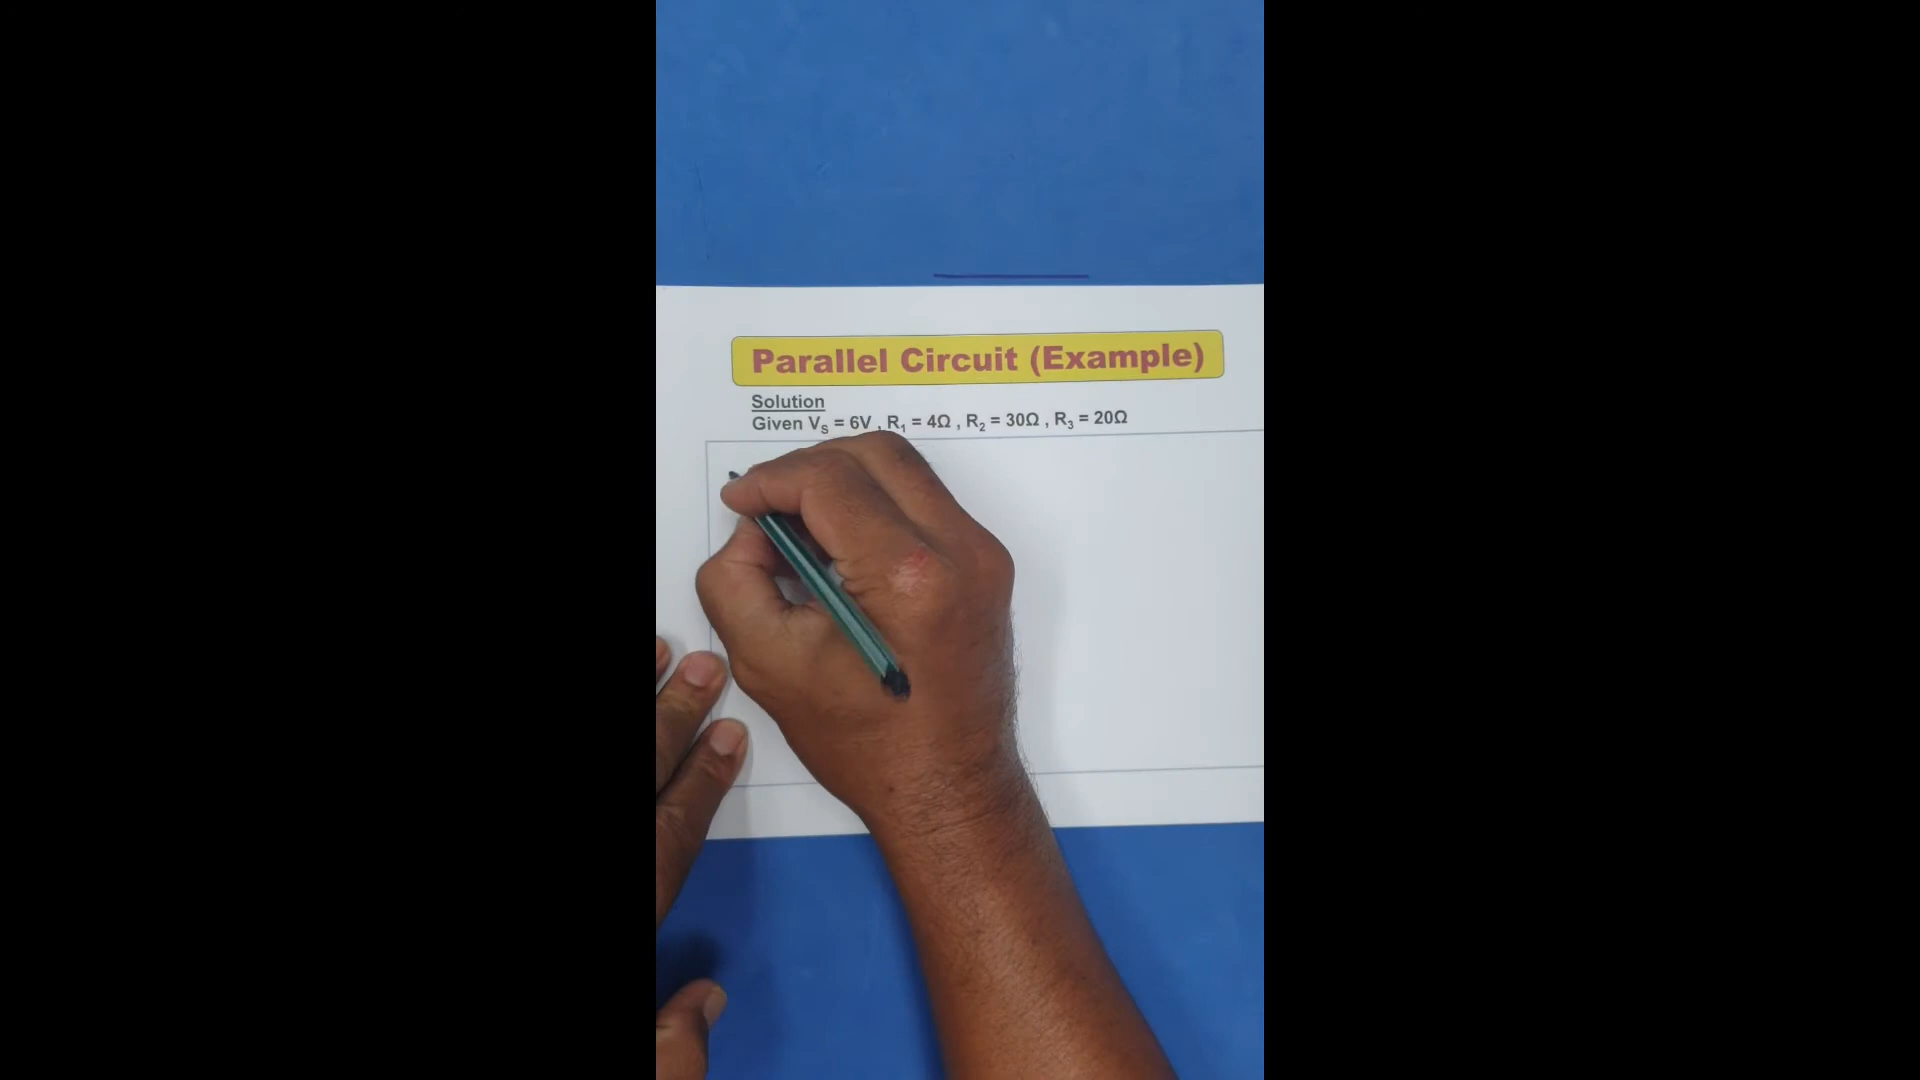 Parallel Circuit (Example)
Solution
Given Vₛ = 6V , R₁ = 4Ω , R₂ = 30Ω , R₃ = 20Ω